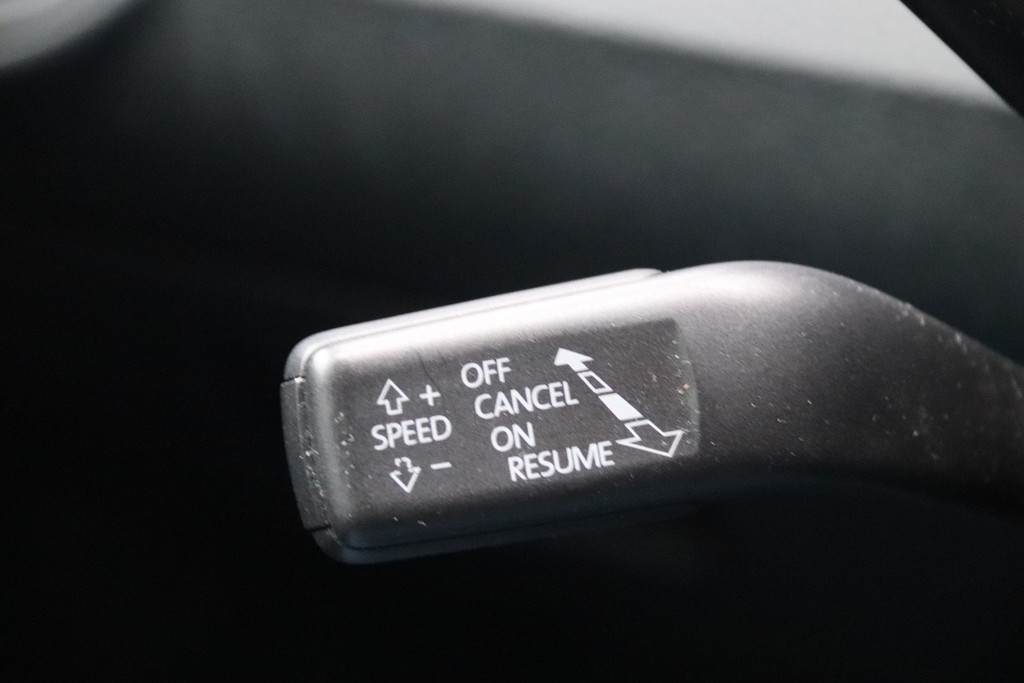 +
SPEED
-
OFF
CANCEL
ON
RESUME